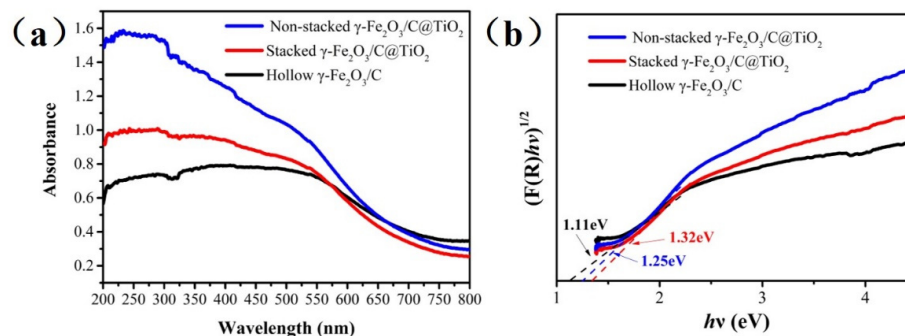 (a)
Non-stacked γ-Fe₂O₃/C@TiO₂
Stacked γ-Fe₂O₃/C@TiO₂
Hollow γ-Fe₂O₃/C
Absorbance
1.6
1.4
1.2
1.0
0.8
0.6
0.4
0.2
200 250 300 350 400 450 500 550 600 650 700 750 800
Wavelength (nm)
(b)
Non-stacked γ-Fe₂O₃/C@TiO₂
Stacked γ-Fe₂O₃/C@TiO₂
Hollow γ-Fe₂O₃/C
(F(R)hν)^1/2
1.11eV
1.32eV
1.25eV
1 2 3 4
hν (eV)